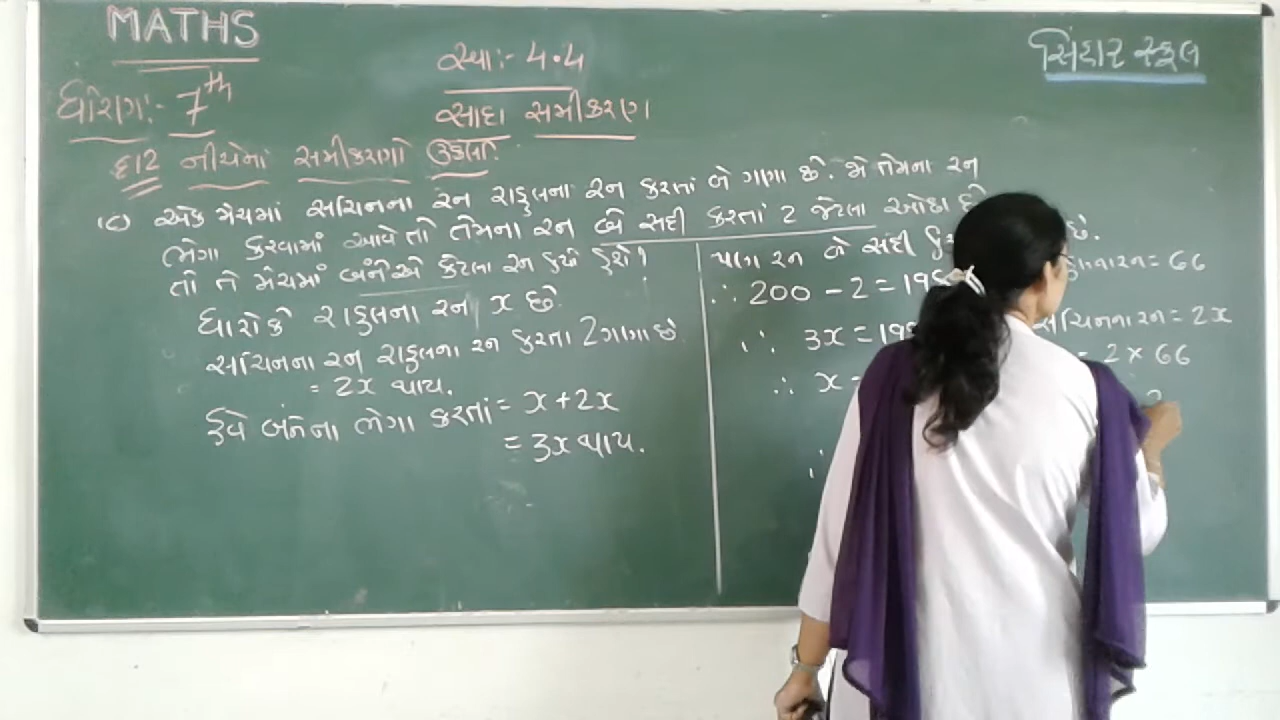 MATHS
સિંદાર સ્કૂલ
ધોરણ:- 7th
સ્વા:- 4.4
સાદા સમીકરણ
દા2 નીચેનાં સમીકરણો ઉકેલો.
(c) એક મેચમાં સચિનના રન રાહુલના રન કરતાં બે ગણા છે. જો તેમના રન
ભેગા કરવામાં આવે તો તેમના રન બે સદી કરતાં 2 જેટલા ઓછા
તો તે મેચમાં બંનેએ કેટલા રન કર્યા હશે?
ધારો કે રાહુલના રન x છે.
સચિનના રન રાહુલના રન કરતા 2 ગણા છે
= 2x થાય.
હવે બંનેના ભેગા કરતાં = x + 2x
= 3x થાય.
પણ રન બે સદી છે.
∴ 200 - 2 = 198
∴ 3x = 19
∴ x =
∴
રન = 66
સચિનના રન = 2x
= 2 × 66